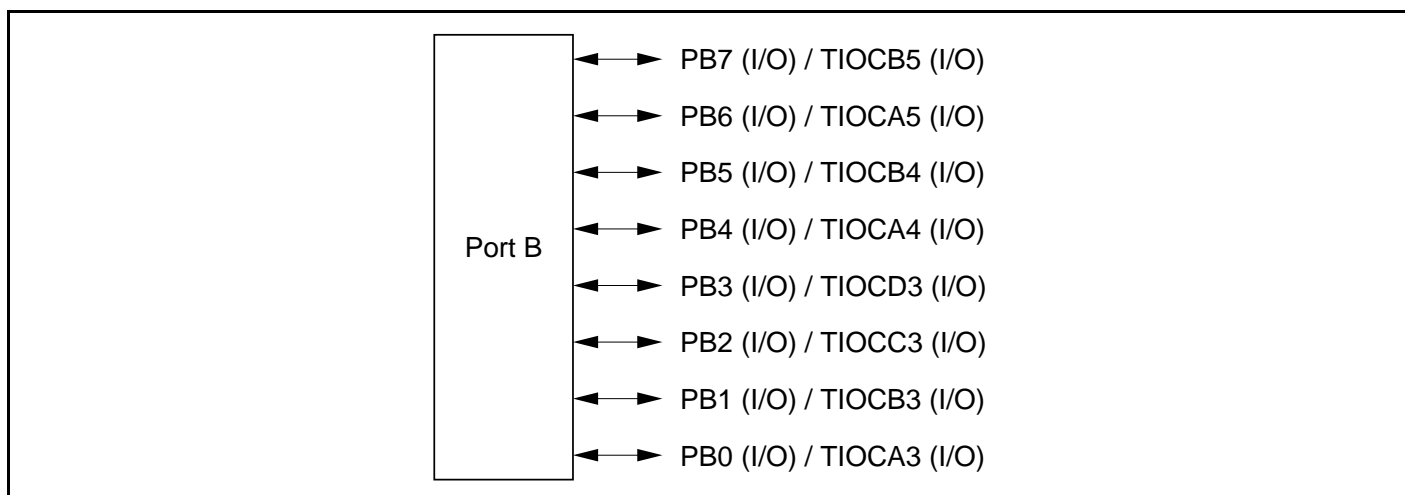 PB7 (I/O) / TIOCB5 (I/O)
PB6 (I/O) / TIOCA5 (I/O)
PB5 (I/O) / TIOCB4 (I/O)
PB4 (I/O) / TIOCA4 (I/O)
Port B
PB3 (I/O) / TIOCD3 (I/O)
PB2 (I/O) / TIOCC3 (I/O)
PB1 (I/O) / TIOCB3 (I/O)
PB0 (I/O) / TIOCA3 (I/O)